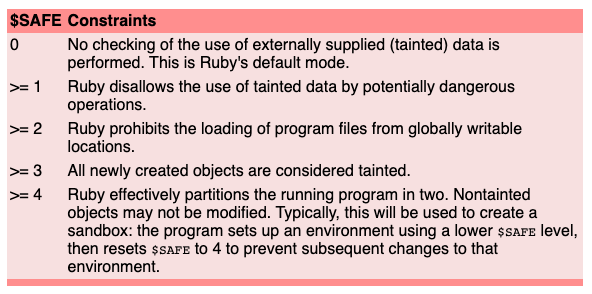 $SAFE Constraints
0 No checking of the use of externally supplied (tainted) data is
performed. This is Ruby's default mode.
>= 1 Ruby disallows the use of tainted data by potentially dangerous
operations.
>= 2 Ruby prohibits the loading of program files from globally writable
locations.
>= 3 All newly created objects are considered tainted.
>= 4 Ruby effectively partitions the running program in two. Nontainted
objects may not be modified. Typically, this will be used to create a
sandbox: the program sets up an environment using a lower $SAFE level,
then resets $SAFE to 4 to prevent subsequent changes to that
environment.